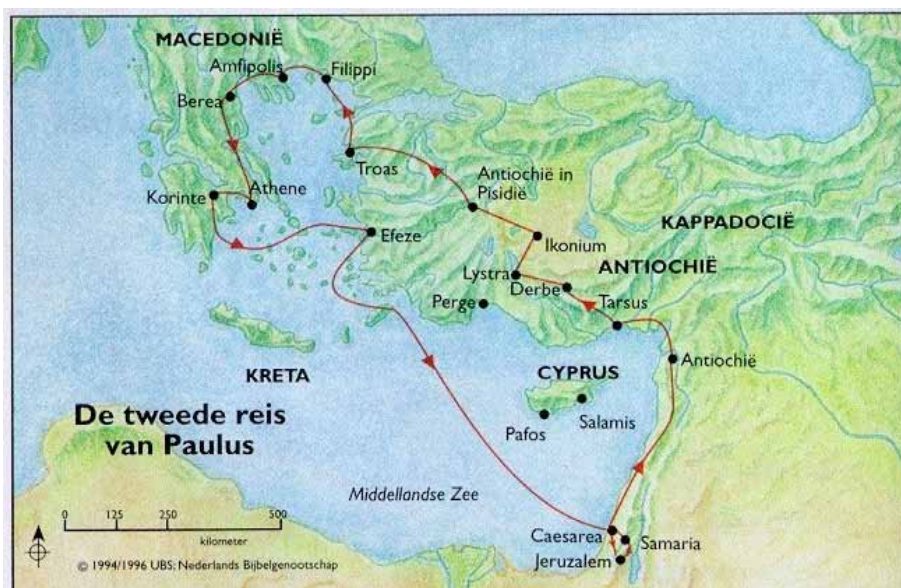 MACEDONIË
Amfipolis
Filippi
Berea
Troas
Antiochië in
Pisidië
Korinte
Athene
KAPPADOCIË
Efeze
Ikonium
Lystra
ANTIOCHIË
Derbe
Perge
Tarsus
Antiochië
KRETA
CYPRUS
Salamis
Pafos
De tweede reis
van Paulus
Middellandse Zee
0 125 250 500
kilometer
Caesarea
Samaria
Jeruzalem
© 1994/1996 UBS: Nederlands Bijbelgenootschap